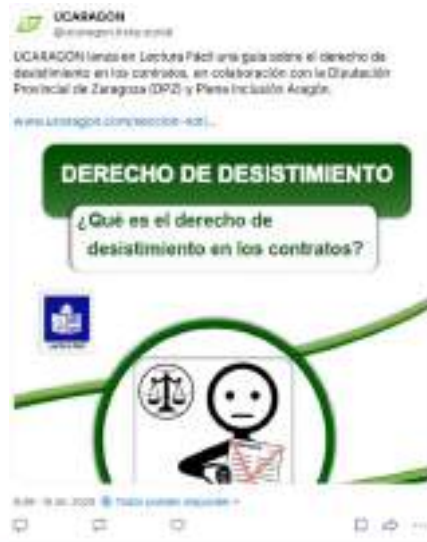 UCARAGÓN
UCARAGÓN lanza en Lectura Fácil una guía sobre el derecho de
desistimiento en los contratos, en colaboración con la Diputación
Provincial de Zaragoza (DPZ) y Plena Inclusión Aragón.
DERECHO DE DESISTIMIENTO
¿Qué es el derecho de
desistimiento en los contratos?